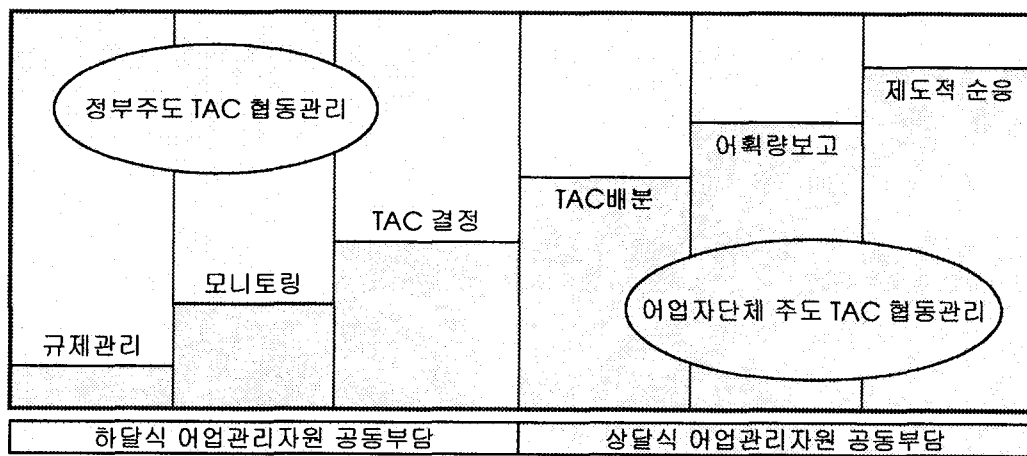 정부주도 TAC 협동관리
제도적 순웅
어획량보고
TAC배분
TAC 결정
모니토링
어업자단체 주도 TAC 협동관리
규제관리
하달식 어업관리자원 공동부담
상달식 어업관리자원 공동부담